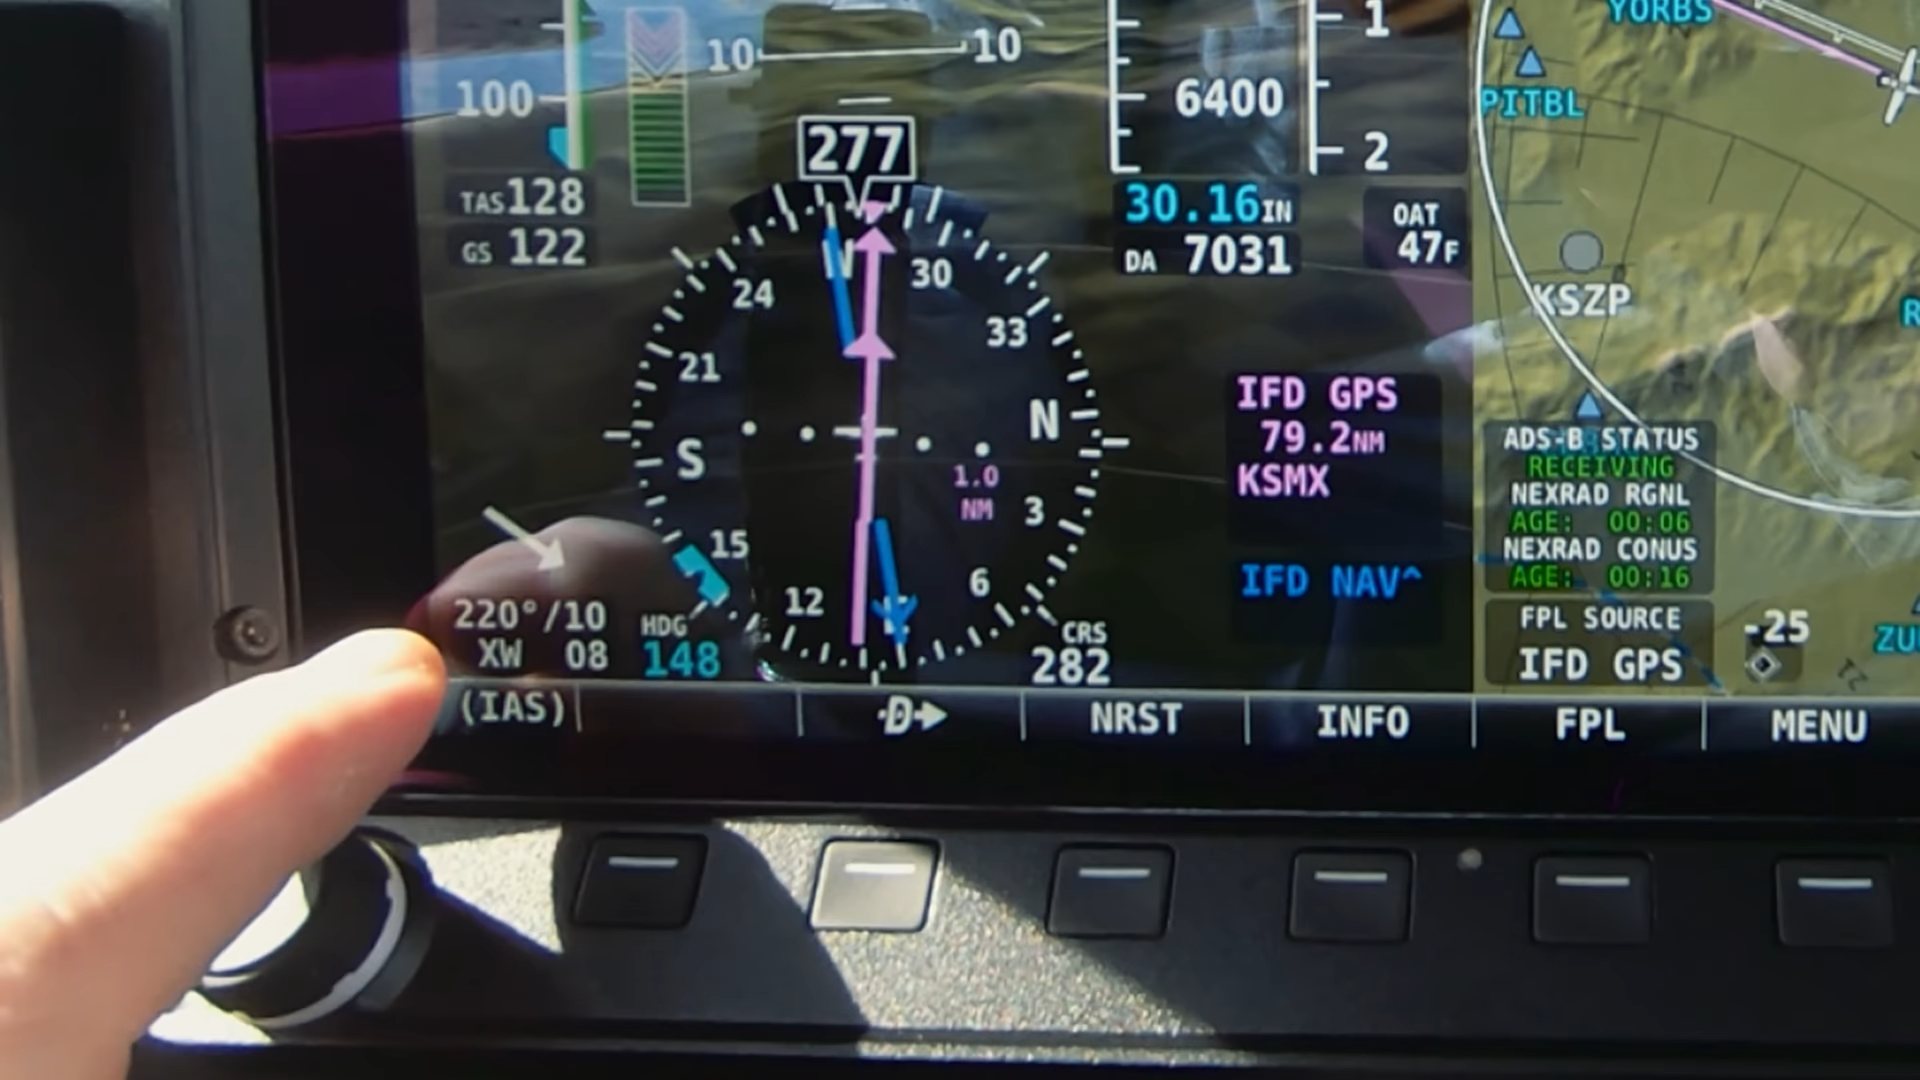 10 10
100
6400
1
2
277
TAS 128
GS 122
30.16IN
DA 7031
OAT
47F
24
30
21
33
S
N
15
3
12
6
1.0
NM
IFD GPS
79.2NM
KSMX
IFD NAV^
220°/10
XW 08
HDG
148
CRS
282
(IAS)
D
NRST
INFO
FPL
MENU
YORBS
PITBL
KSZP
R
ADS-B STATUS
RECEIVING
NEXRAD RGNL
AGE: 00:06
NEXRAD CONUS
AGE: 00:16
FPL SOURCE
IFD GPS
-25
ZU
21